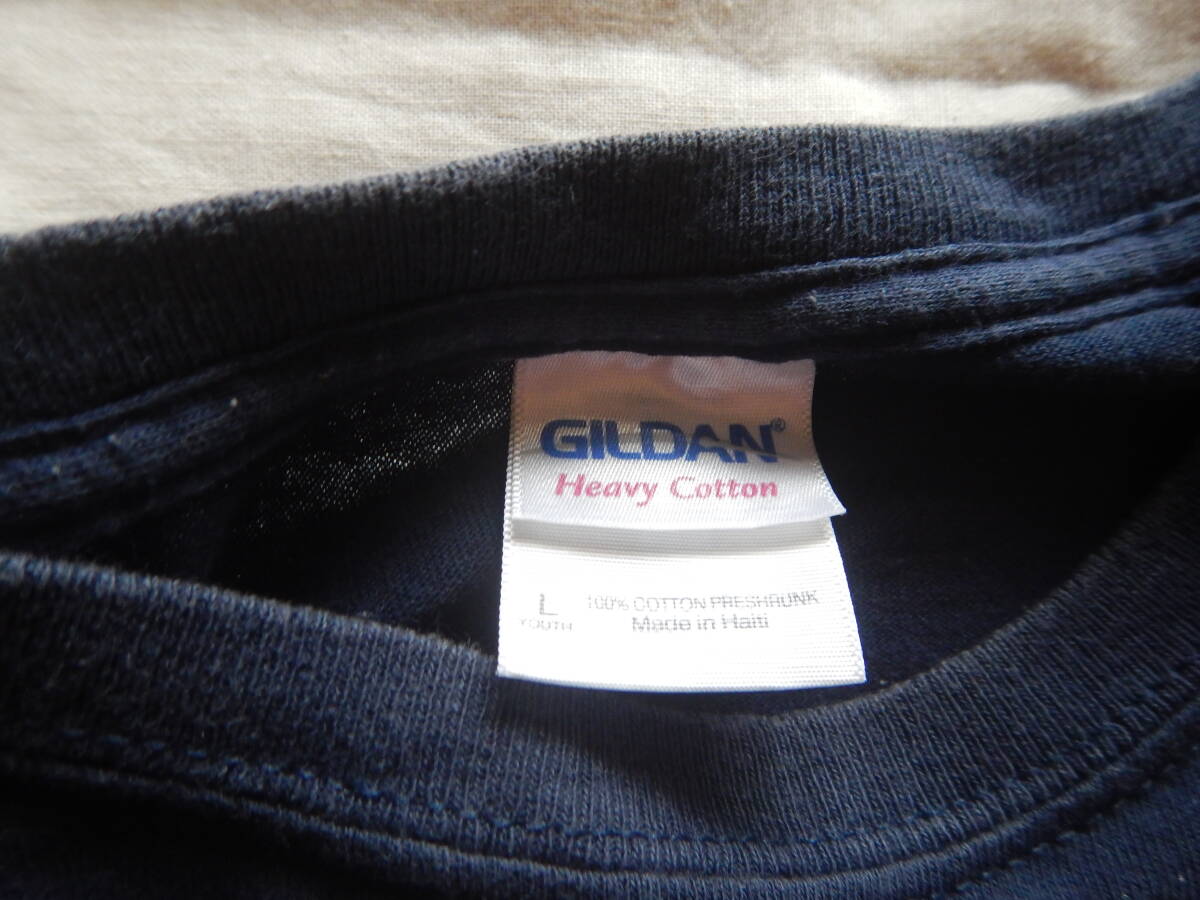 GILDAN®
Heavy Cotton
L 100% COTTON PRESHRUNK
YOUTH Made in Haiti